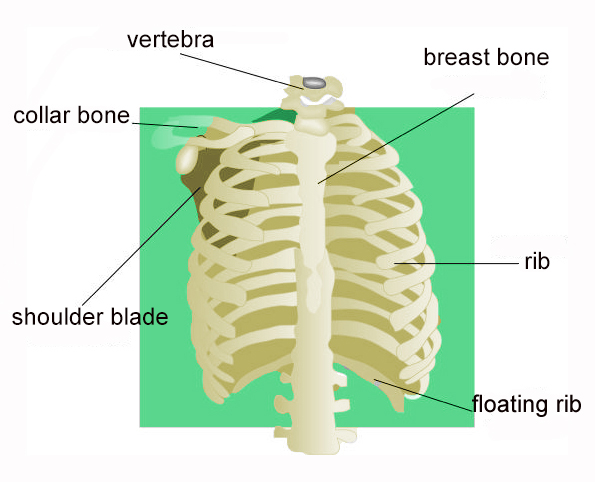 vertebra
breast bone
collar bone
rib
shoulder blade
floating rib